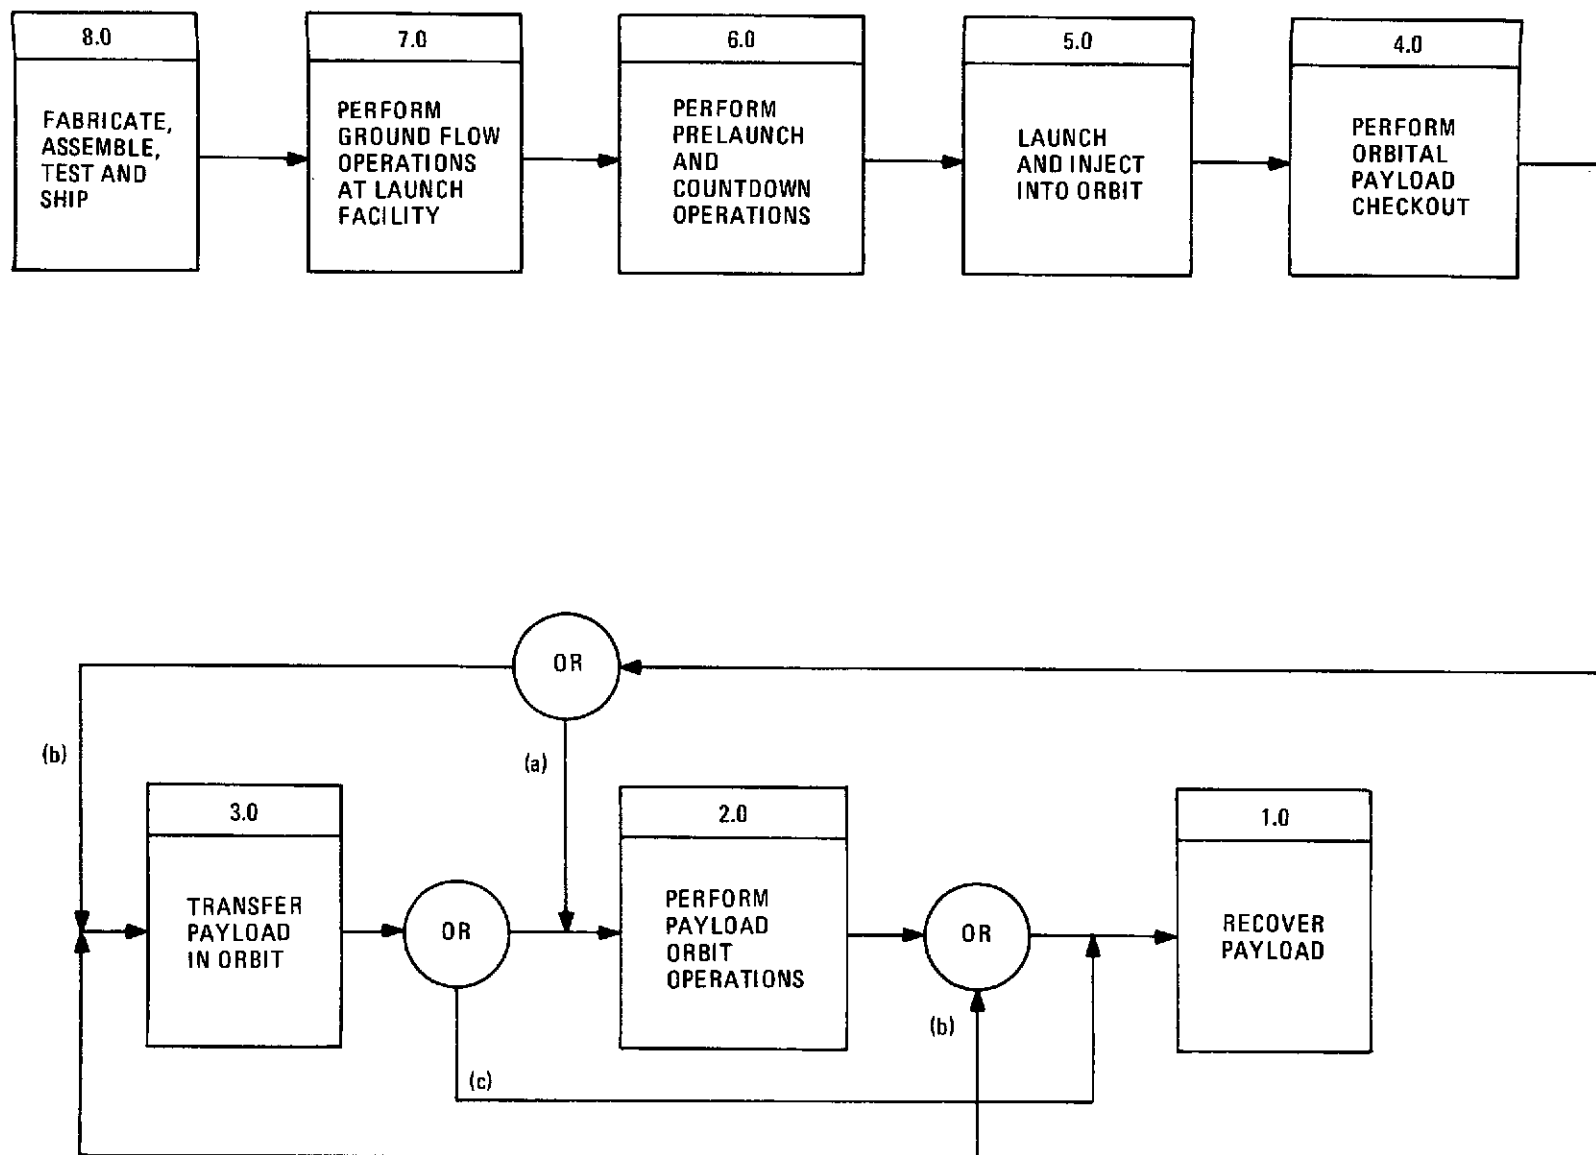 8.0
FABRICATE,
ASSEMBLE,
TEST AND
SHIP
7.0
PERFORM
GROUND FLOW
OPERATIONS
AT LAUNCH
FACILITY
6.0
PERFORM
PRELAUNCH
AND
COUNTDOWN
OPERATIONS
5.0
LAUNCH
AND INJECT
INTO ORBIT
4.0
PERFORM
ORBITAL
PAYLOAD
CHECKOUT
OR
(b)
(a)
3.0
TRANSFER
PAYLOAD
IN ORBIT
OR
2.0
PERFORM
PAYLOAD
ORBIT
OPERATIONS
OR
1.0
RECOVER
PAYLOAD
(b)
(c)